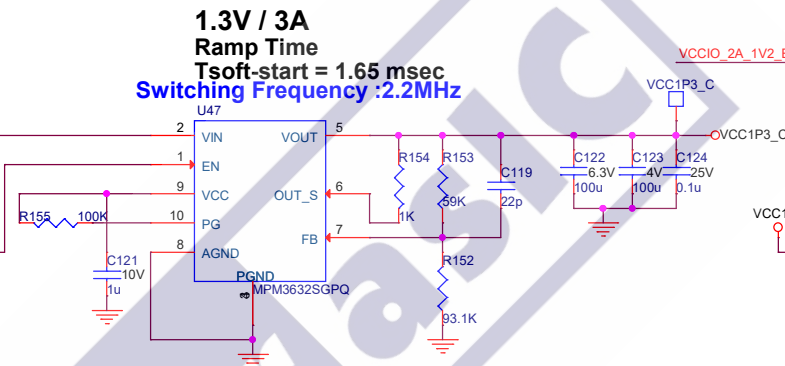 1.3V / 3A
Ramp Time
Tsoft-start = 1.65 msec
Switching Frequency :2.2MHz
VCCIO_2A_1V2_
U47
VCC1P3_C
2 VIN VOUT 5
VCC1P3_C
1 EN
R154 R153 C119 C122 C123 C124
6.3V 4V 25V
9 VCC OUT_S 6
59K 100u 100u 0.1u
R155 100K
10 PG
1K 22p
VCC1
8 AGND FB 7
C121
10V
1u
PGND
MPM3632SGPQ
R152
93.1K
asic